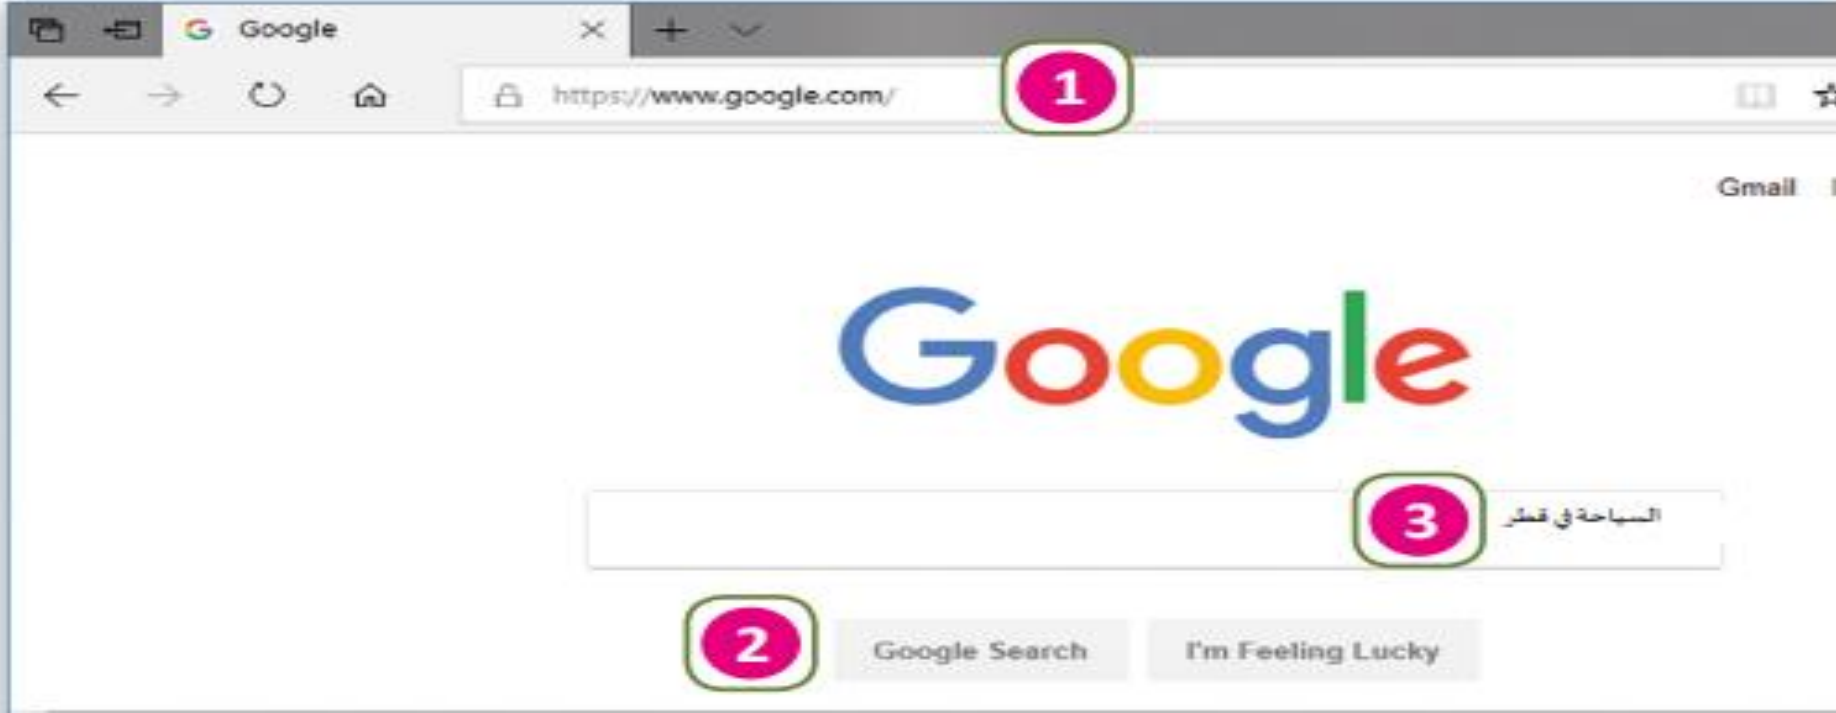 Google
https://www.google.com/
1
Gmail
Google
3 السياحة في قطر
2 Google Search I'm Feeling Lucky